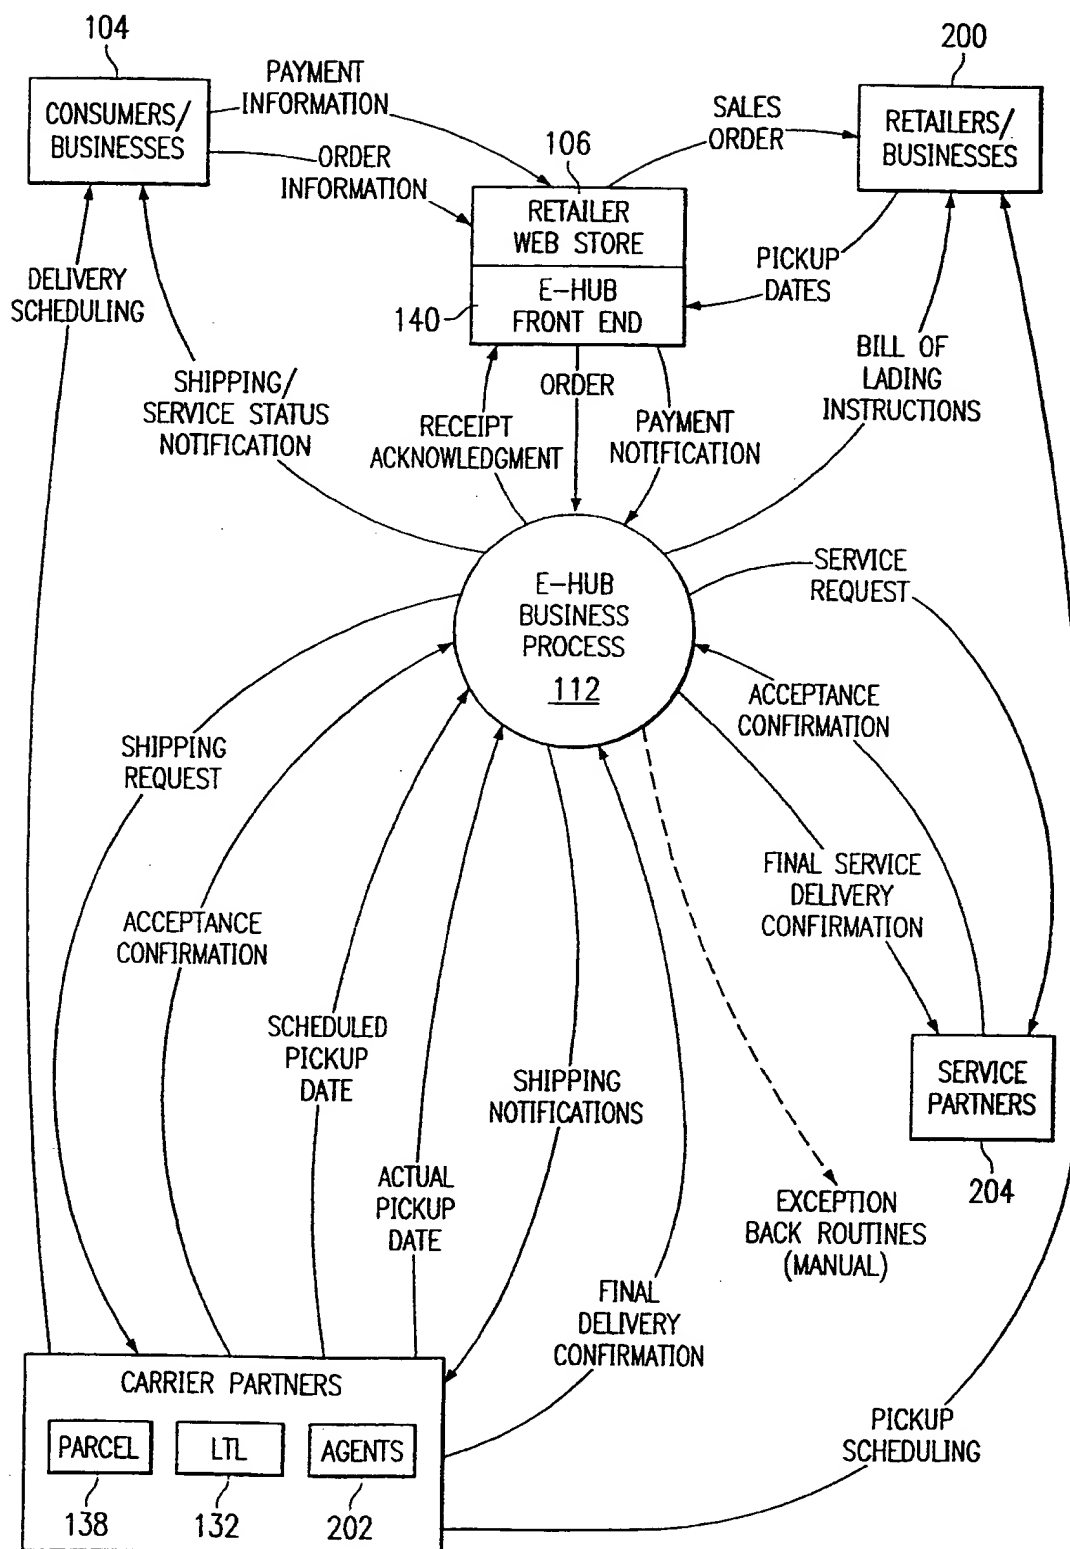 104
CONSUMERS/
BUSINESSES
PAYMENT
INFORMATION
ORDER
INFORMATION
106
RETAILER
WEB STORE
E-HUB
FRONT END
140
SALES
ORDER
200
RETAILERS/
BUSINESSES
PICKUP
DATES
DELIVERY
SCHEDULING
SHIPPING/
SERVICE STATUS
NOTIFICATION
RECEIPT
ACKNOWLEDGMENT
ORDER
PAYMENT
NOTIFICATION
BILL OF
LADING
INSTRUCTIONS
E-HUB
BUSINESS
PROCESS
112
SERVICE
REQUEST
ACCEPTANCE
CONFIRMATION
SHIPPING
REQUEST
FINAL SERVICE
DELIVERY
CONFIRMATION
ACCEPTANCE
CONFIRMATION
SCHEDULED
PICKUP
DATE
SHIPPING
NOTIFICATIONS
SERVICE
PARTNERS
204
ACTUAL
PICKUP
DATE
EXCEPTION
BACK ROUTINES
(MANUAL)
FINAL
DELIVERY
CONFIRMATION
CARRIER PARTNERS
PARCEL
LTL
AGENTS
138
132
202
PICKUP
SCHEDULING